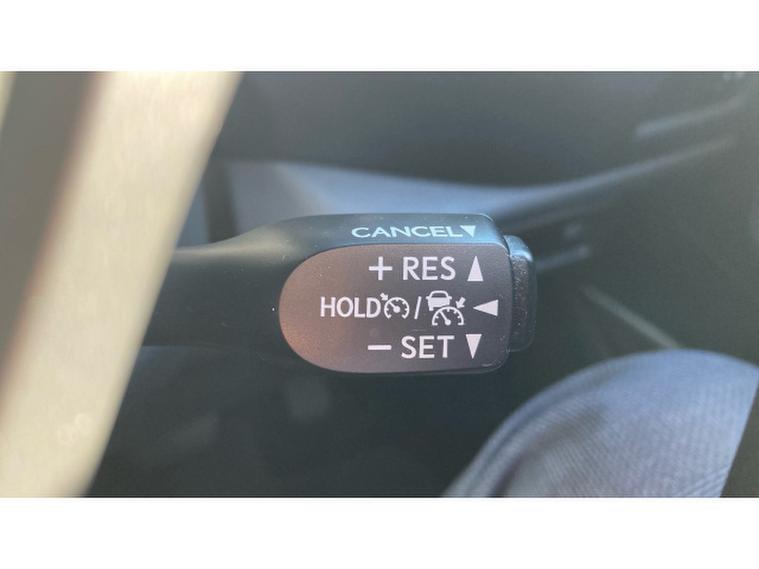 CANCEL▼
+ RES ▲
HOLD / ◀
− SET ▼